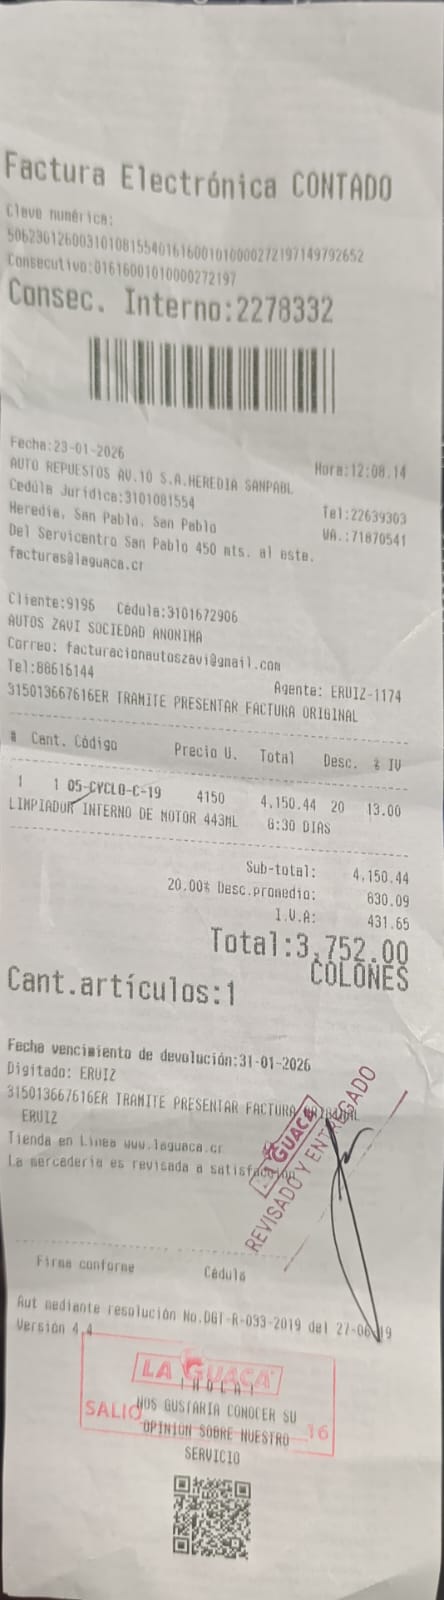 Factura Electrónica CONTADO
Clave numérica:
50623012600310108155401616001010000272197149792652
Consecutivo:01616001010000272197
Consec. Interno:2278332
Fecha:23-01-2026 Hora:12:08.14
AUTO REPUESTOS AV.10 S.A.HEREDIA SANPABL
Cedúla Juridica:3101081554 Tel:22639303
Heredia, San Pablo, San Pablo WA.:71870541
Del Servicentro San Pablo 450 mts. al este.
facturas@laguaca.cr
Cliente:9196 Cédula:3101672906
AUTOS ZAVI SOCIEDAD ANONIMA
Correo: facturacionautoszavi@gmail.com
Tel:88616144 Agente: ERUIZ-1174
315013667616ER TRAMITE PRESENTAR FACTURA ORIGINAL
# Cant. Código Precio U. Total Desc. % IV
1 1 05-CYCLO-C-19 4150 4,150.44 20 13.00
LIMPIADOR INTERNO DE MOTOR 443ML G:30 DIAS
Sub-total: 4,150.44
20.00% Desc.promedio: 830.09
I.V.A: 431.65
Total:3,752.00
COLONES
Cant.artículos:1
Fecha vencimiento de devolución:31-01-2026
Digitado: ERUIZ
315013667616ER TRAMITE PRESENTAR FACTURA ORIGINAL
ERUIZ
Tienda en Linea www.laguaca.cr
La mercadería es revisada a satisfacción
GUACA
REVISADO Y ENTREGADO
Firma conforme Cédula
Aut mediante resolución No.DGT-R-033-2019 del 27-06-19
Versión 4.4
LA GUACA
¡HOLA!
SALIO 16
NOS GUSTARIA CONOCER SU
OPINION SOBRE NUESTRO
SERVICIO